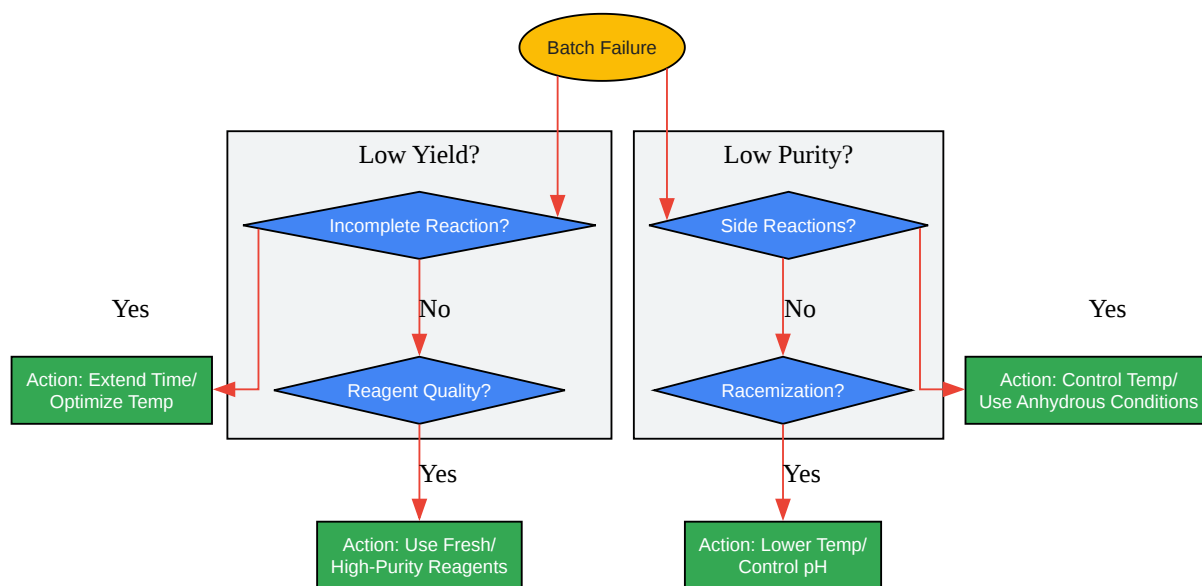 Batch Failure
Low Yield?
Low Purity?
Incomplete Reaction?
Side Reactions?
Yes
No
No
Yes
Action: Extend Time/
Optimize Temp
Reagent Quality?
Racemization?
Action: Control Temp/
Use Anhydrous Conditions
Yes
Yes
Action: Use Fresh/
High-Purity Reagents
Action: Lower Temp/
Control pH